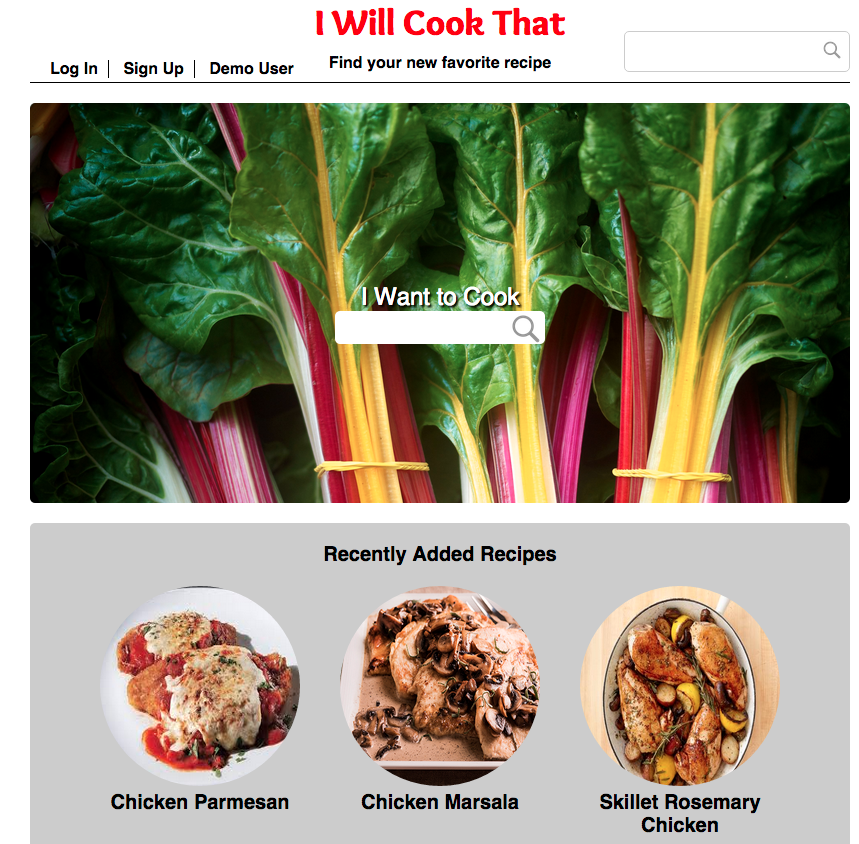 I Will Cook That
Log In
Sign Up
Demo User
Find your new favorite recipe
I Want to Cook
Recently Added Recipes
Chicken Parmesan
Chicken Marsala
Skillet Rosemary
Chicken